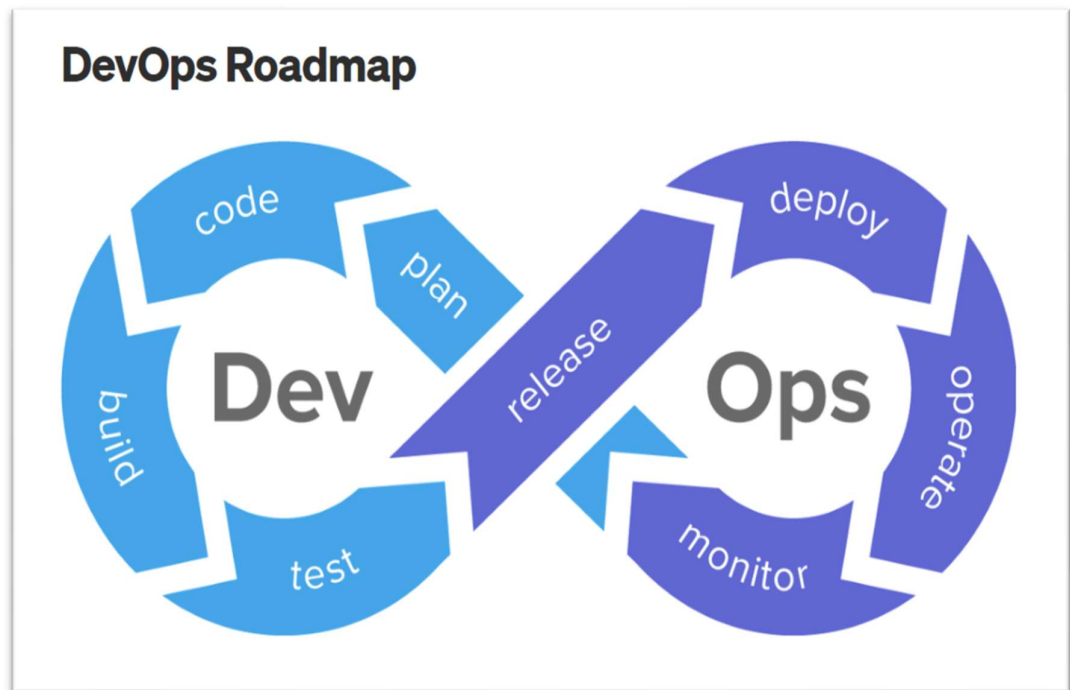 DevOps Roadmap
code
plan
deploy
release
Dev
Ops
build
operate
test
monitor